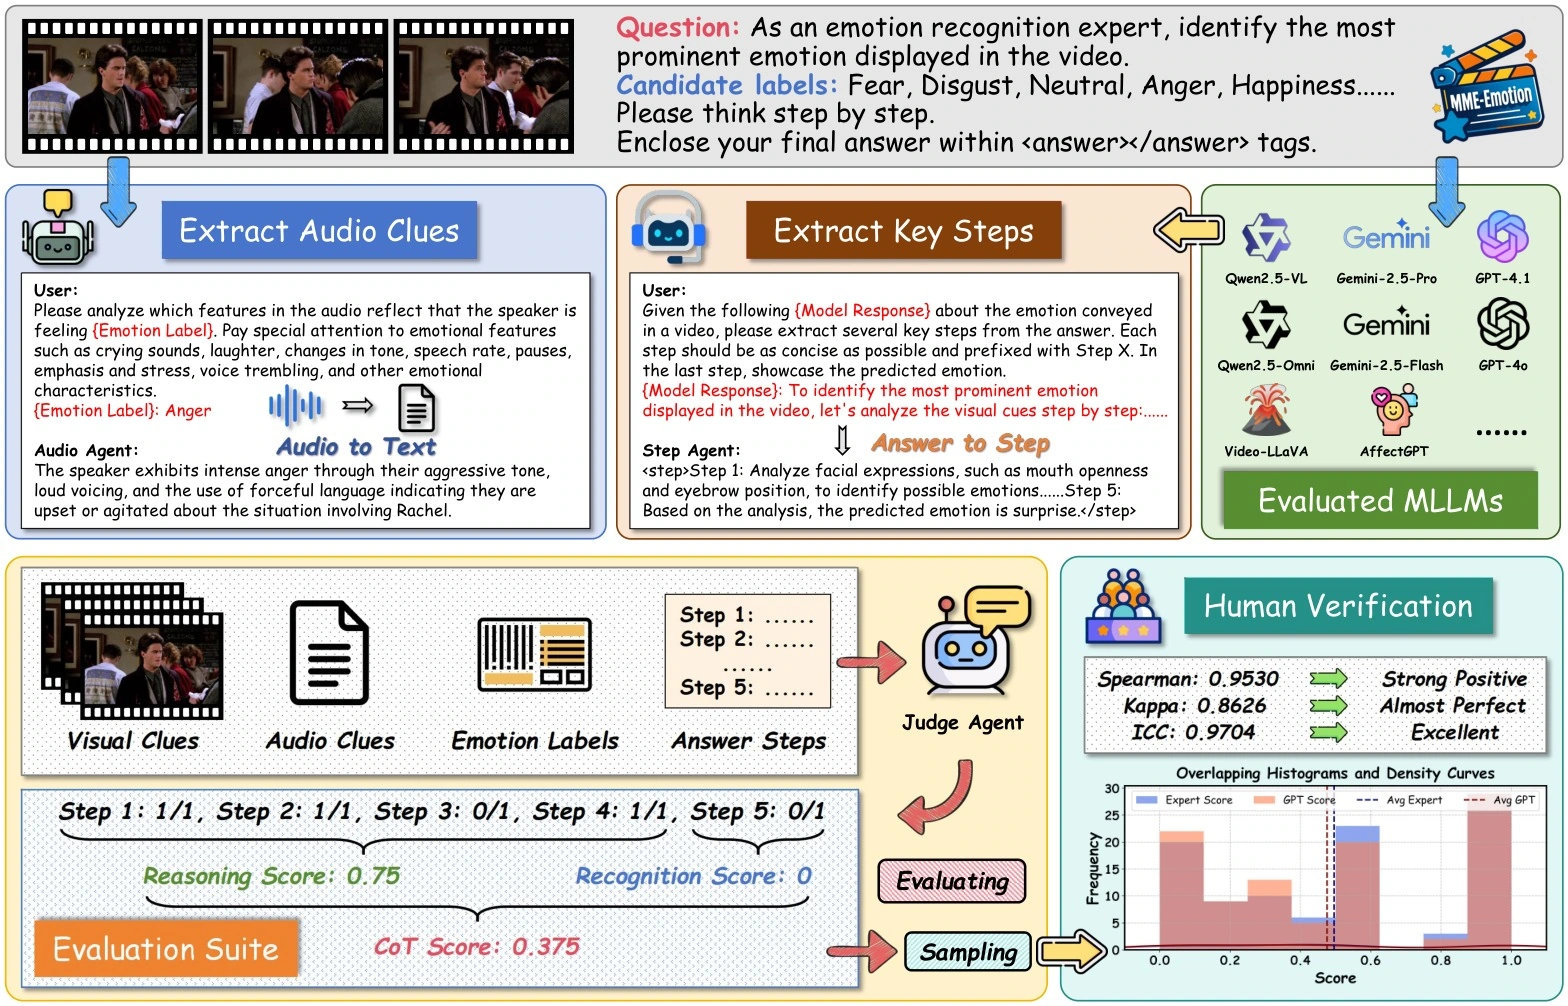 Question: As an emotion recognition expert, identify the most
prominent emotion displayed in the video.
Candidate labels: Fear, Disgust, Neutral, Anger, Happiness......
Please think step by step.
Enclose your final answer within <answer></answer> tags.
MME-Emotion
Extract Audio Clues
User:
Please analyze which features in the audio reflect that the speaker is
feeling {Emotion Label}. Pay special attention to emotional features
such as crying sounds, laughter, changes in tone, speech rate, pauses,
emphasis and stress, voice trembling, and other emotional
characteristics.
{Emotion Label}: Anger
Audio to Text
Audio Agent:
The speaker exhibits intense anger through their aggressive tone,
loud voicing, and the use of forceful language indicating they are
upset or agitated about the situation involving Rachel.
Extract Key Steps
User:
Given the following {Model Response} about the emotion conveyed
in a video, please extract several key steps from the answer. Each
step should be as concise as possible and prefixed with Step X. In
the last step, showcase the predicted emotion.
{Model Response}: To identify the most prominent emotion
displayed in the video, let's analyze the visual cues step by step:......
Answer to Step
Step Agent:
<step>Step 1: Analyze facial expressions, such as mouth openness
and eyebrow position, to identify possible emotions......Step 5:
Based on the analysis, the predicted emotion is surprise.</step>
Gemini
Qwen2.5-VL Gemini-2.5-Pro GPT-4.1
Gemini
Qwen2.5-Omni Gemini-2.5-Flash GPT-4o
Video-LLaVA AffectGPT ......
Evaluated MLLMs
Step 1: ......
Step 2: ......
......
Step 5: ......
Visual Clues Audio Clues Emotion Labels Answer Steps
Judge Agent
Step 1: 1/1, Step 2: 1/1, Step 3: 0/1, Step 4: 1/1, Step 5: 0/1
Reasoning Score: 0.75 Recognition Score: 0
CoT Score: 0.375
Evaluation Suite
Evaluating
Sampling
Human Verification
Spearman: 0.9530 Strong Positive
Kappa: 0.8626 Almost Perfect
ICC: 0.9704 Excellent
Overlapping Histograms and Density Curves
Expert Score GPT Score Avg Expert Avg GPT
Frequency
30
25
20
15
10
5
0
0.0 0.2 0.4 0.6 0.8 1.0
Score